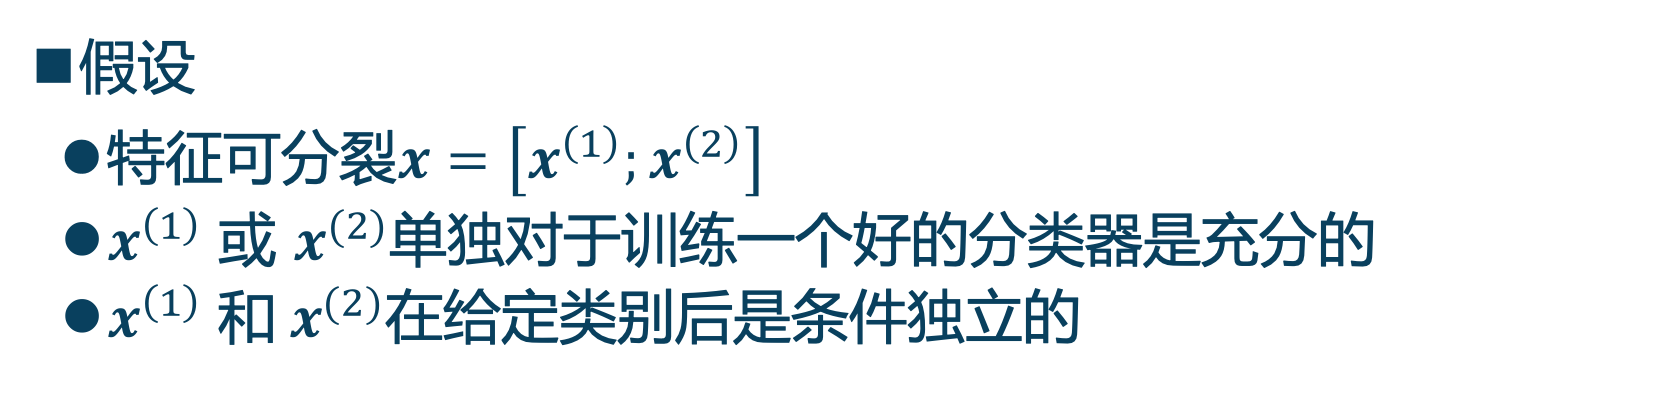 ■假设
●特征可分裂x = [x⁽¹⁾; x⁽²⁾]
●x⁽¹⁾ 或 x⁽²⁾单独对于训练一个好的分类器是充分的
●x⁽¹⁾ 和 x⁽²⁾在给定类别后是条件独立的